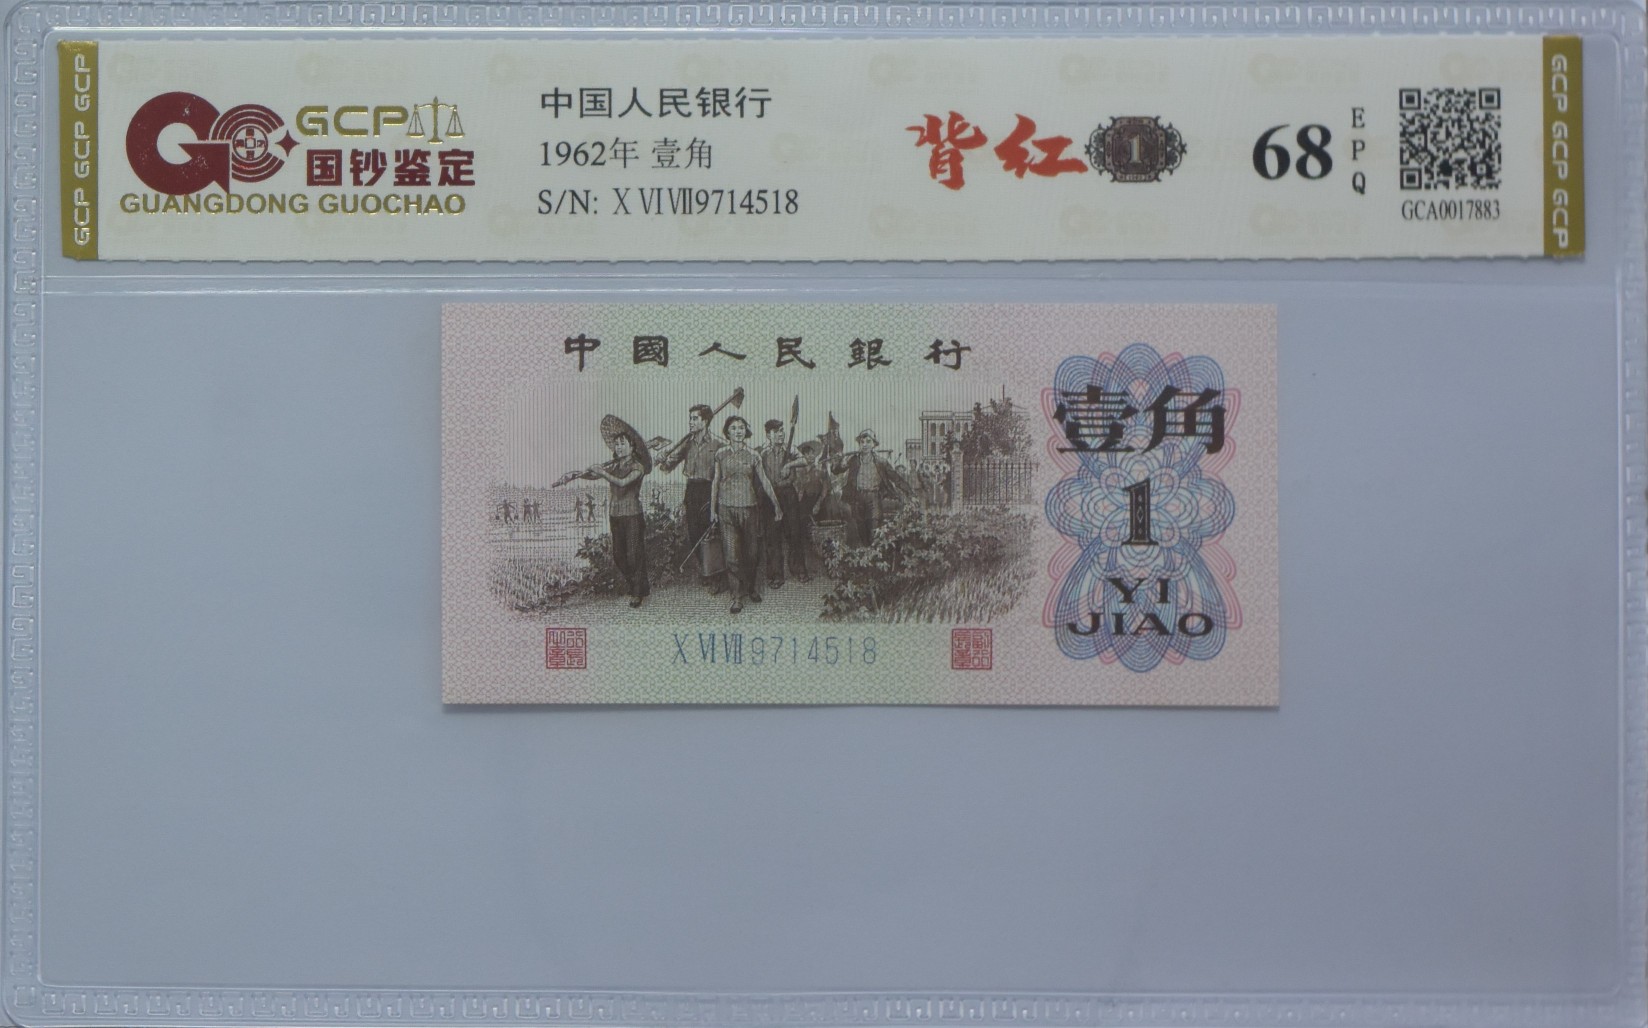 GCP GCP GCP
GCP
国钞鉴定
GUANGDONG GUOCHAO
中国人民银行
1962年 壹角
S/N: X VI VII9714518
背红
1
68
EPQ
GCA0017883
GCP GCP GCP
中國人民銀行
壹角
1
YI
JIAO
X VI VII 9714518